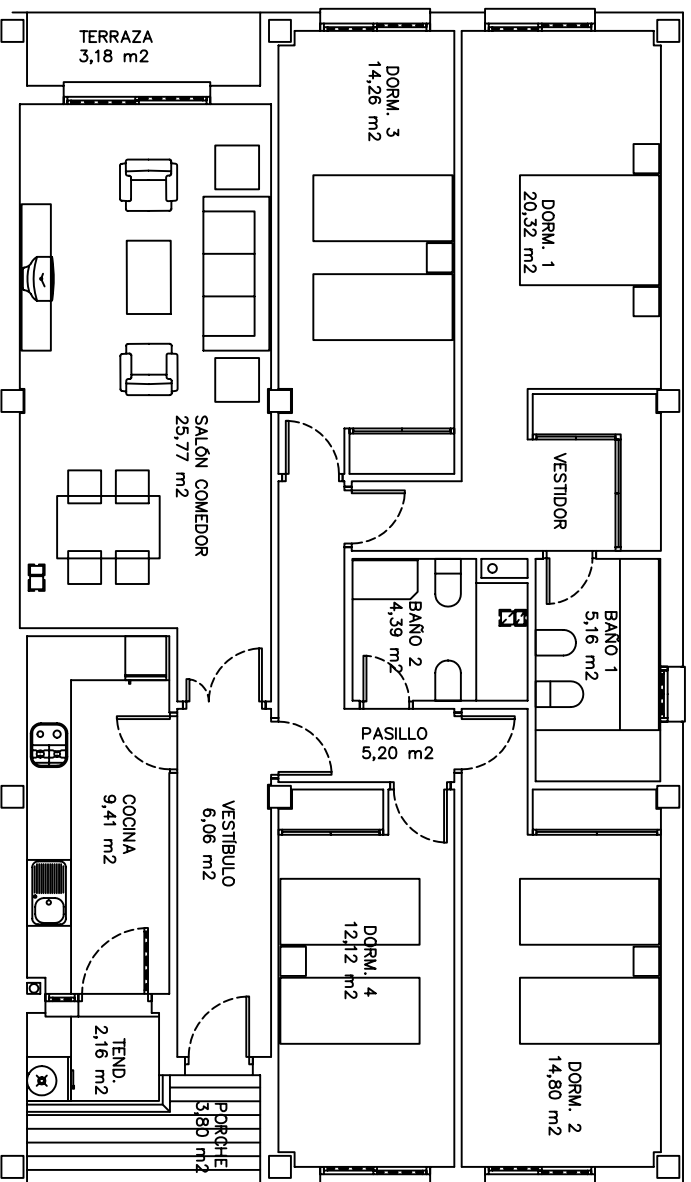 TERRAZA
3,18 m2
DORM. 3
14,26 m2
DORM. 1
20,32 m2
SALÓN COMEDOR
25,77 m2
VESTIDOR
BAÑO 2
4,39 m2
BAÑO 1
5,16 m2
PASILLO
5,20 m2
COCINA
9,41 m2
VESTÍBULO
6,06 m2
DORM. 4
12,12 m2
TEND.
2,16 m2
PORCHE
3,80 m2
DORM. 2
14,80 m2